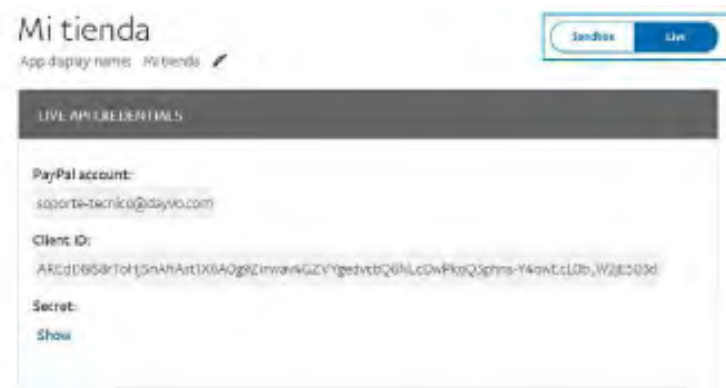 Mi tienda
Sandbox Live
App display name: Mi tienda
LIVE API CREDENTIALS
PayPal account:
soporte-tecnico@dayvo.com
Client ID:
Secret:
Show